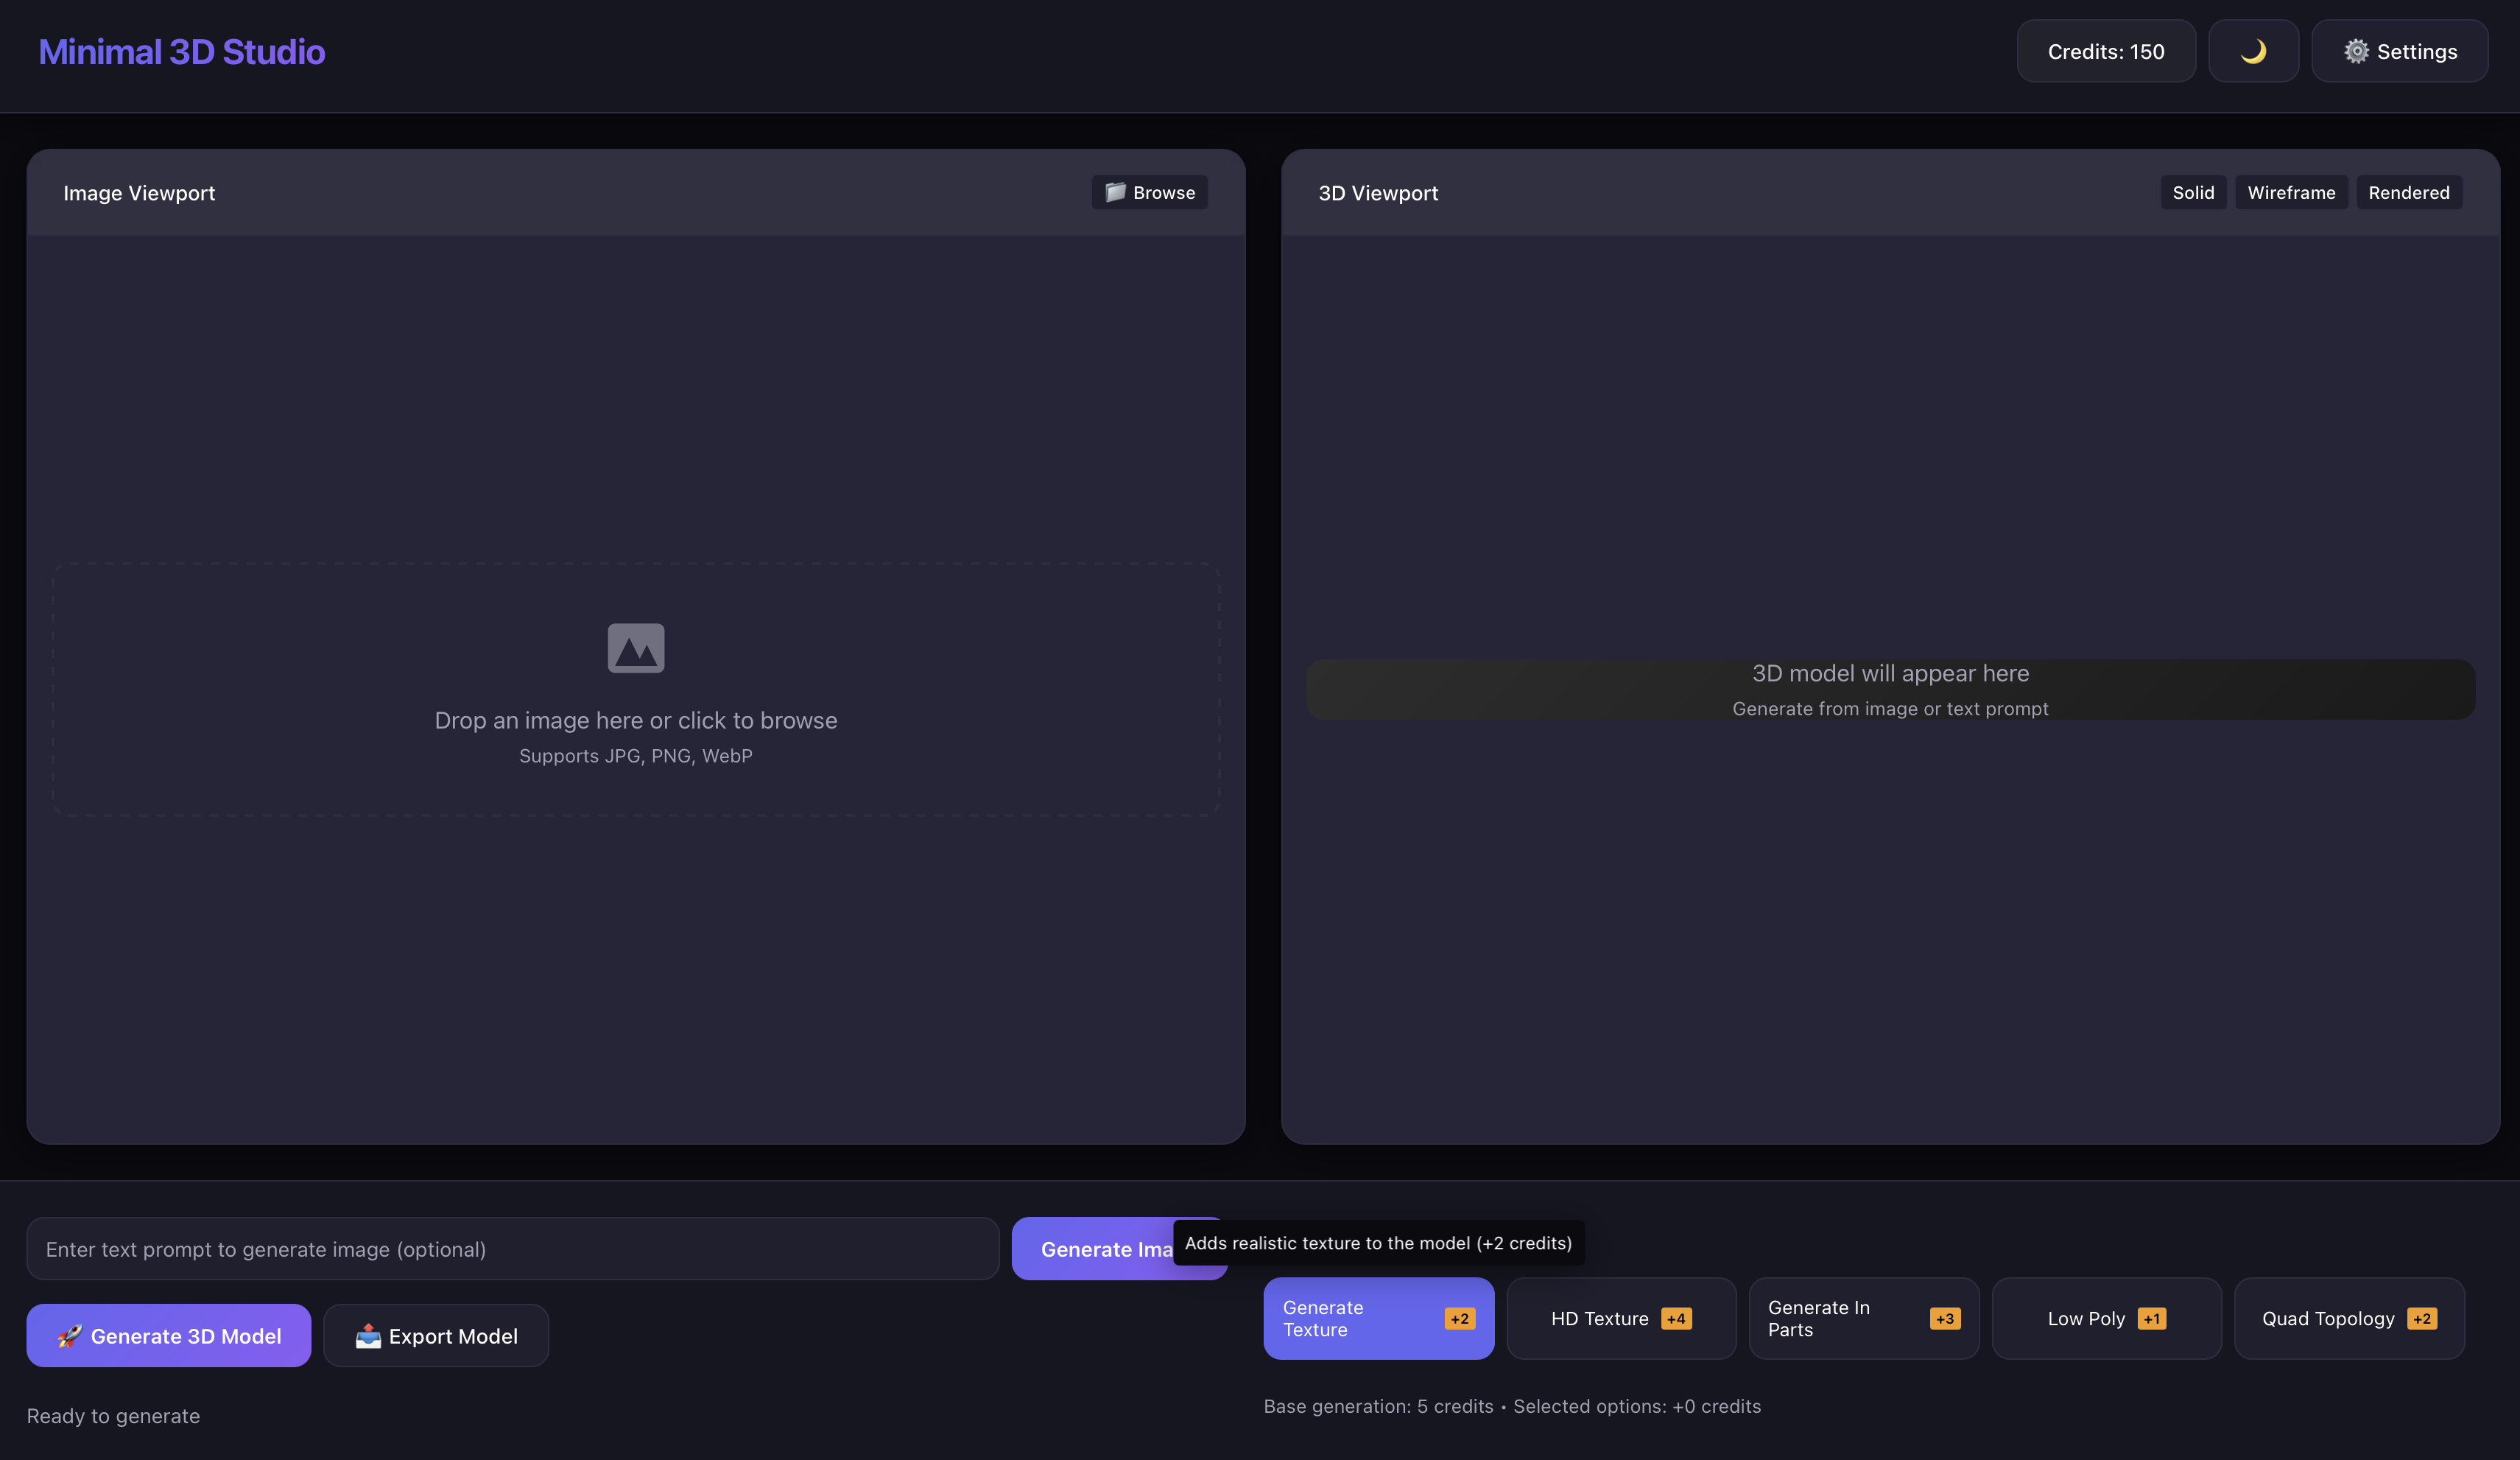 Minimal 3D Studio
Credits: 150
Settings
Image Viewport
Browse
3D Viewport
Solid
Wireframe
Rendered
Drop an image here or click to browse
Supports JPG, PNG, WebP
3D model will appear here
Generate from image or text prompt
Enter text prompt to generate image (optional)
Generate Ima
Adds realistic texture to the model (+2 credits)
Generate 3D Model
Export Model
Generate
Texture
+2
HD Texture
+4
Generate In
Parts
+3
Low Poly
+1
Quad Topology
+2
Ready to generate
Base generation: 5 credits • Selected options: +0 credits